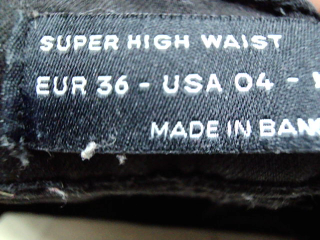 SUPER HIGH WAIST
EUR 36 - USA 04 -
MADE IN